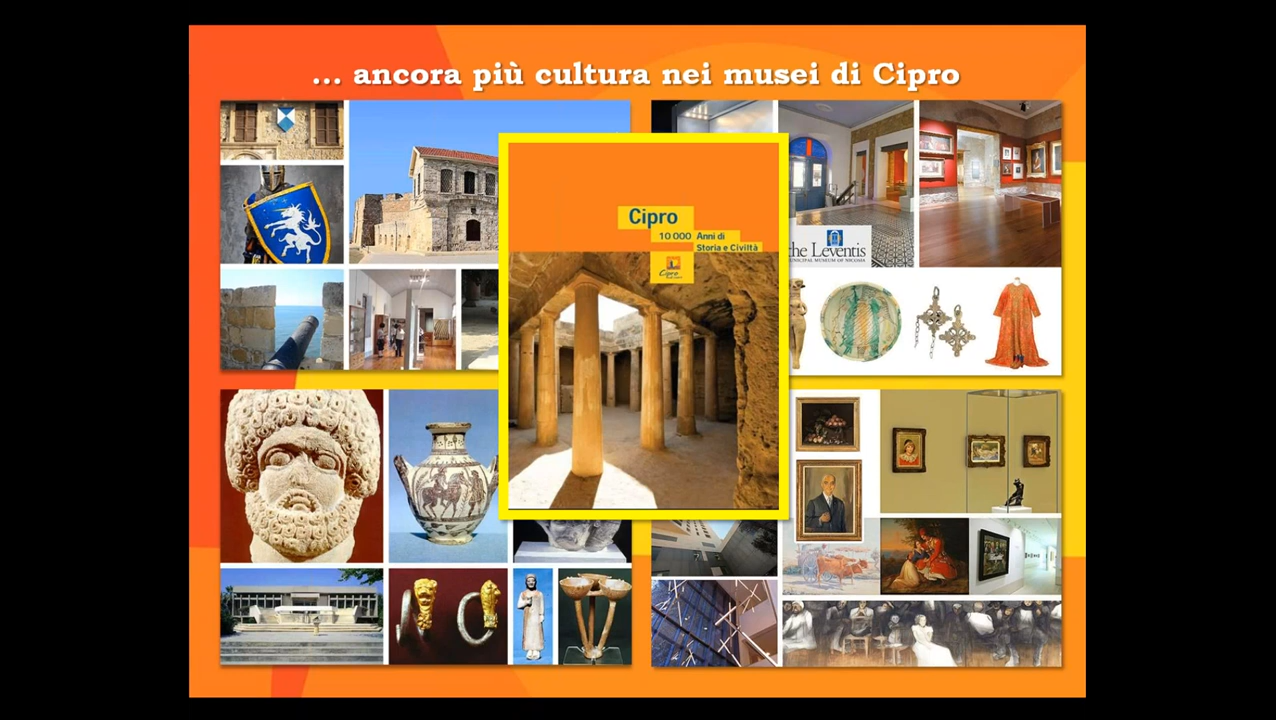 ... ancora più cultura nei musei di Cipro
Cipro
10 000 Anni di
Storia e Civiltà
Cipro
the Leventis
MUNICIPAL MUSEUM OF NICOSIA